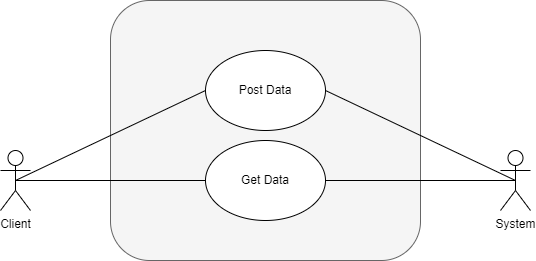 Post Data
Get Data
Client
System